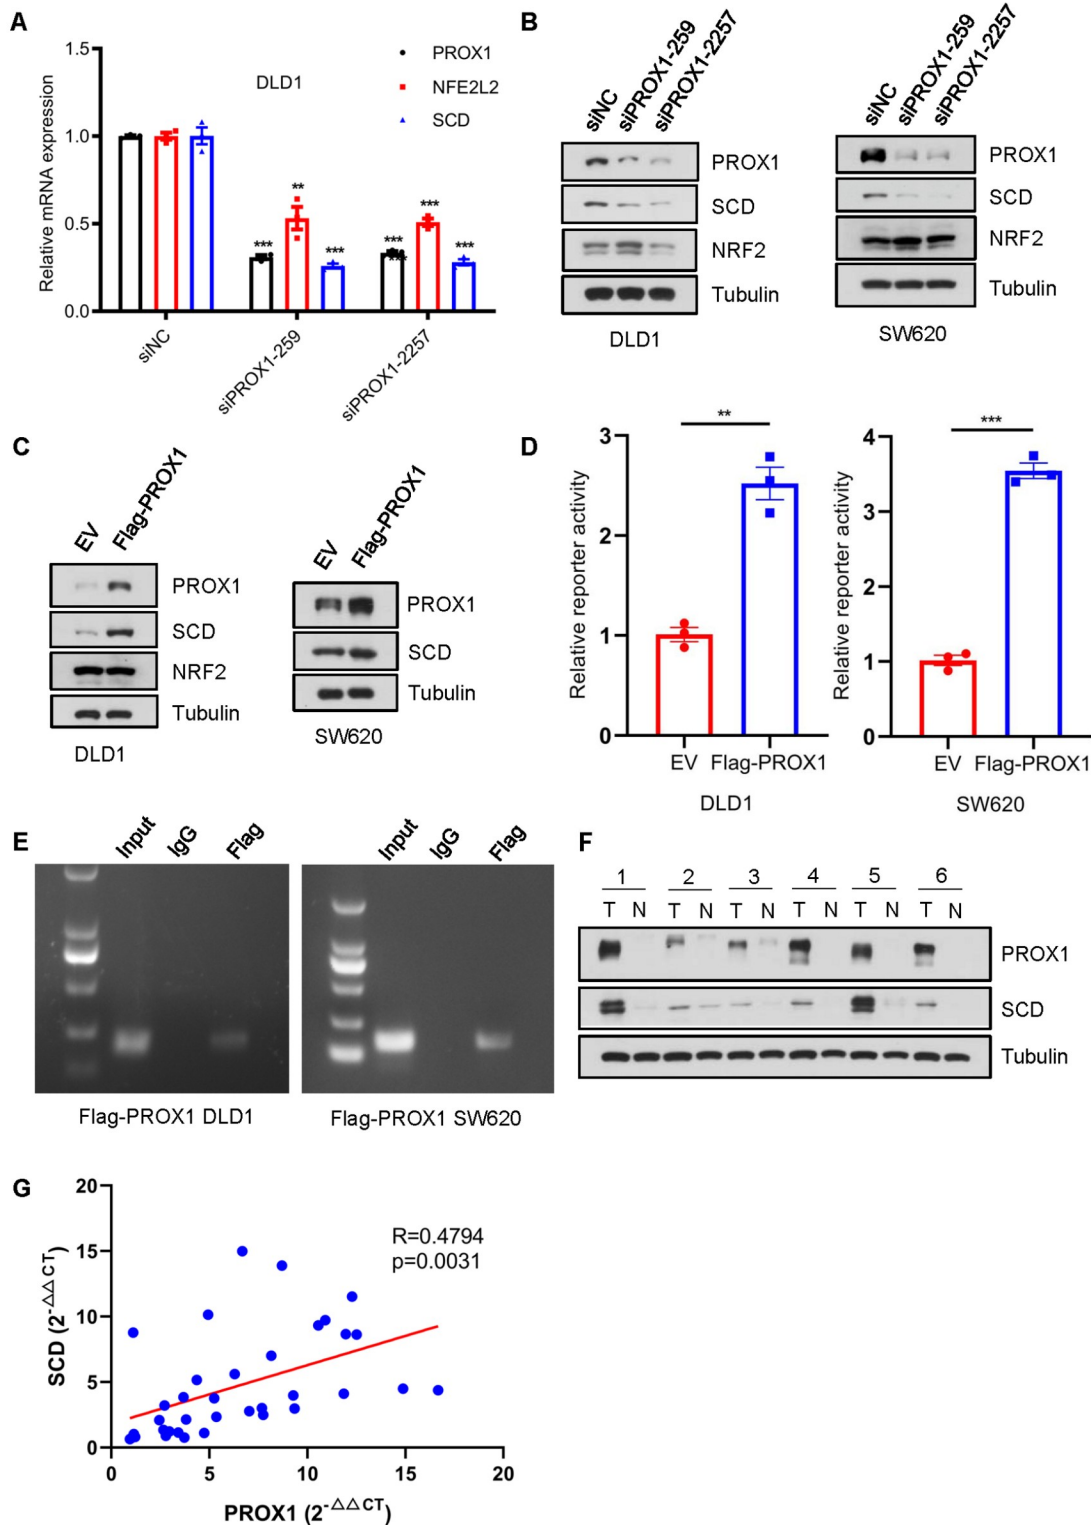 A
1.5
1.0
0.5
0.0
Relative mRNA expression
DLD1
PROX1
NFE2L2
SCD
***
**
***
***
***
***
***
siNC
siPROX1-259
siPROX1-2257
B
siNC
siPROX1-259
siPROX1-2257
PROX1
SCD
NRF2
Tubulin
DLD1
siNC
siPROX1-259
siPROX1-2257
PROX1
SCD
NRF2
Tubulin
SW620
C
EV
Flag-PROX1
PROX1
SCD
NRF2
Tubulin
DLD1
EV
Flag-PROX1
PROX1
SCD
Tubulin
SW620
D
Relative reporter activity
3
2
1
0
**
EV Flag-PROX1
DLD1
Relative reporter activity
4
3
2
1
0
***
EV Flag-PROX1
SW620
E
Input
IgG
Flag
Flag-PROX1 DLD1
Input
IgG
Flag
Flag-PROX1 SW620
F
1 2 3 4 5 6
T N T N T N T N T N T N
PROX1
SCD
Tubulin
G
20
15
10
5
0
SCD (2-△△CT)
R=0.4794
p=0.0031
0 5 10 15 20
PROX1 (2-△△CT)